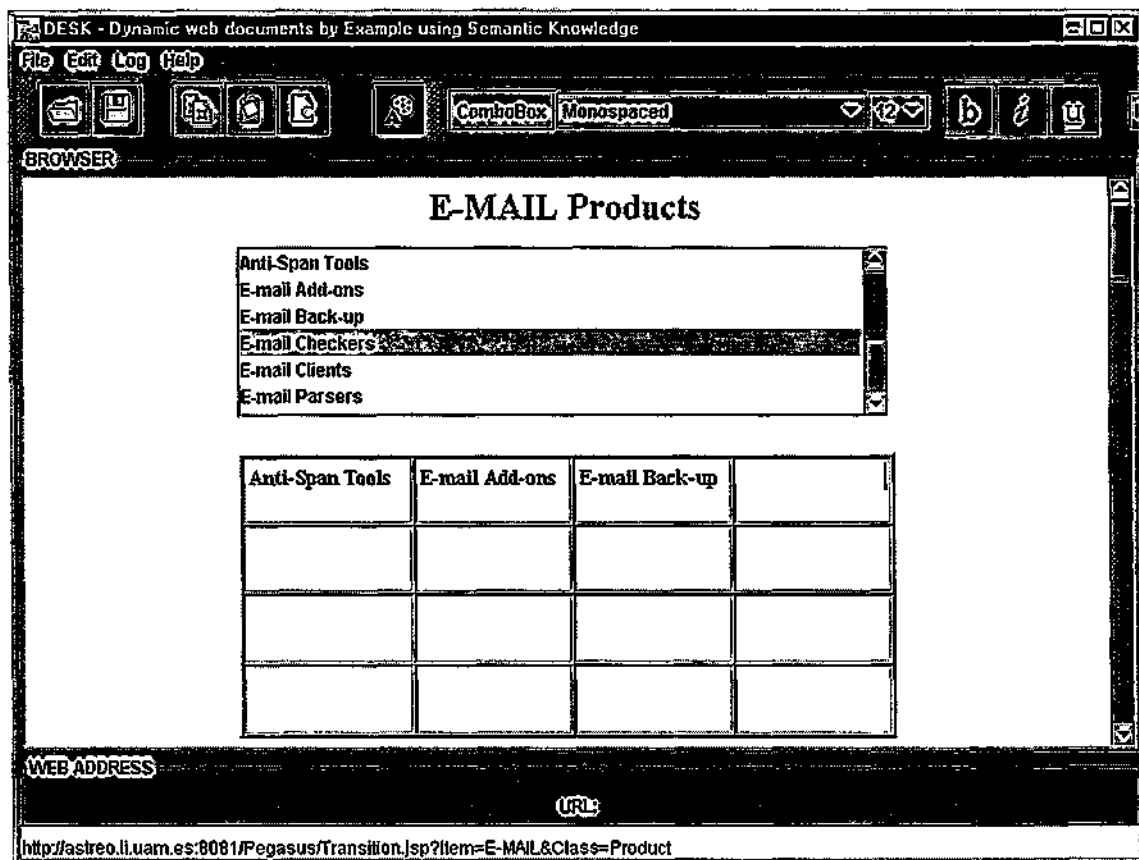 DESK - Dynamic web documents by Example using Semantic Knowledge
File Edit Log Help
ComboBox Monospaced 12 b i u
BROWSER
E-MAIL Products
Anti-Span Tools
E-mail Add-ons
E-mail Back-up
E-mail Checkers
E-mail Clients
E-mail Parsers
Anti-Span Tools E-mail Add-ons E-mail Back-up
WEB ADDRESS
URL:
http://astreo.ii.uam.es:8081/Pegasus/Transition.jsp?Item=E-MAIL&Class=Product